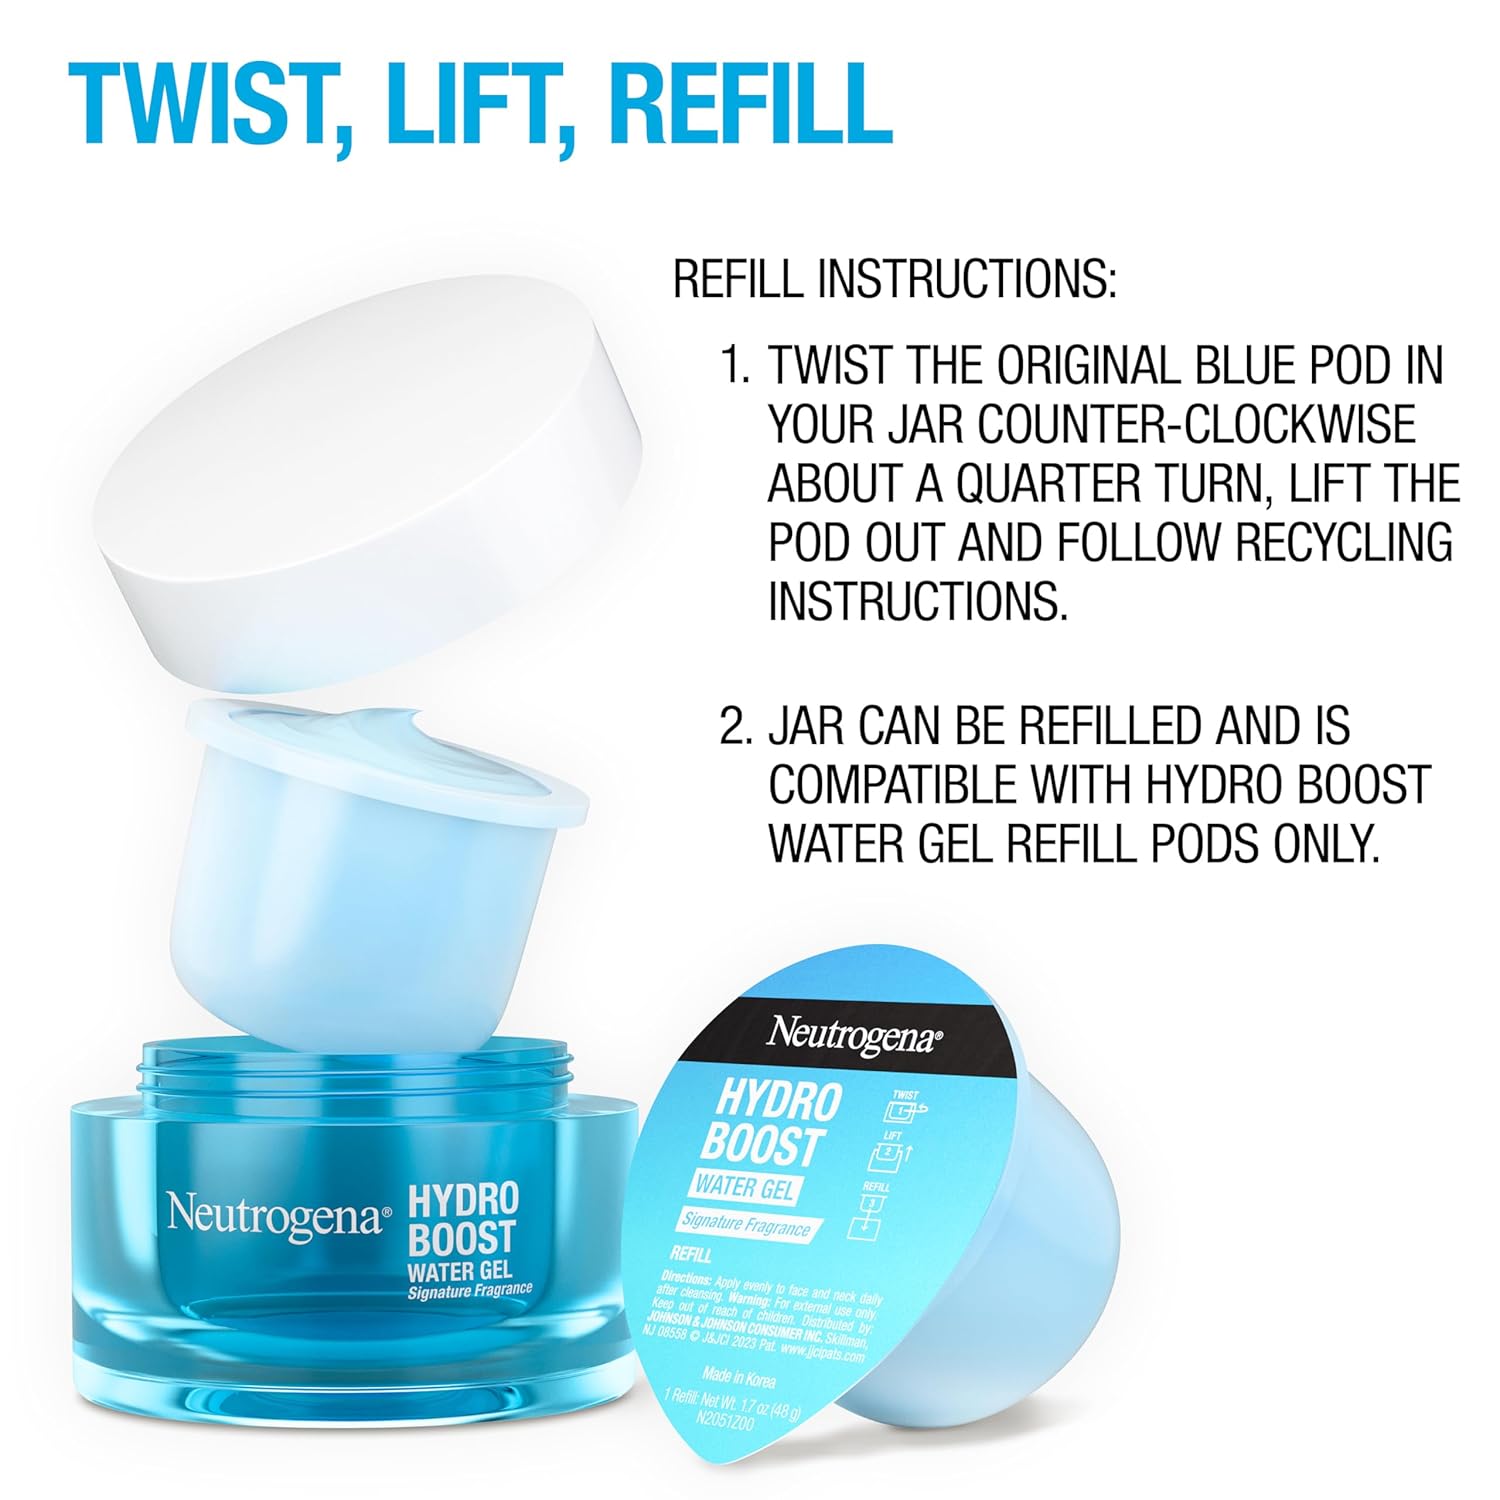 TWIST, LIFT, REFILL
REFILL INSTRUCTIONS:
1. TWIST THE ORIGINAL BLUE POD IN
YOUR JAR COUNTER-CLOCKWISE
ABOUT A QUARTER TURN, LIFT THE
POD OUT AND FOLLOW RECYCLING
INSTRUCTIONS.
2. JAR CAN BE REFILLED AND IS
COMPATIBLE WITH HYDRO BOOST
WATER GEL REFILL PODS ONLY.
Neutrogena®
HYDRO
BOOST
WATER GEL
Signature Fragrance
Neutrogena®
HYDRO
BOOST
WATER GEL
Signature Fragrance
REFILL
TWIST
1
LIFT
2
REFILL
3
Directions: Apply evenly to face and neck daily
after cleansing. Warning: For external use only.
Keep out of reach of children. Distributed by:
JOHNSON & JOHNSON CONSUMER INC. Skillman,
NJ 08558 © J&JCI 2023 Pat. www.jjcipats.com
Made in Korea
1 Refill: Net Wt. 1.7 oz (48 g)
N2051Z00